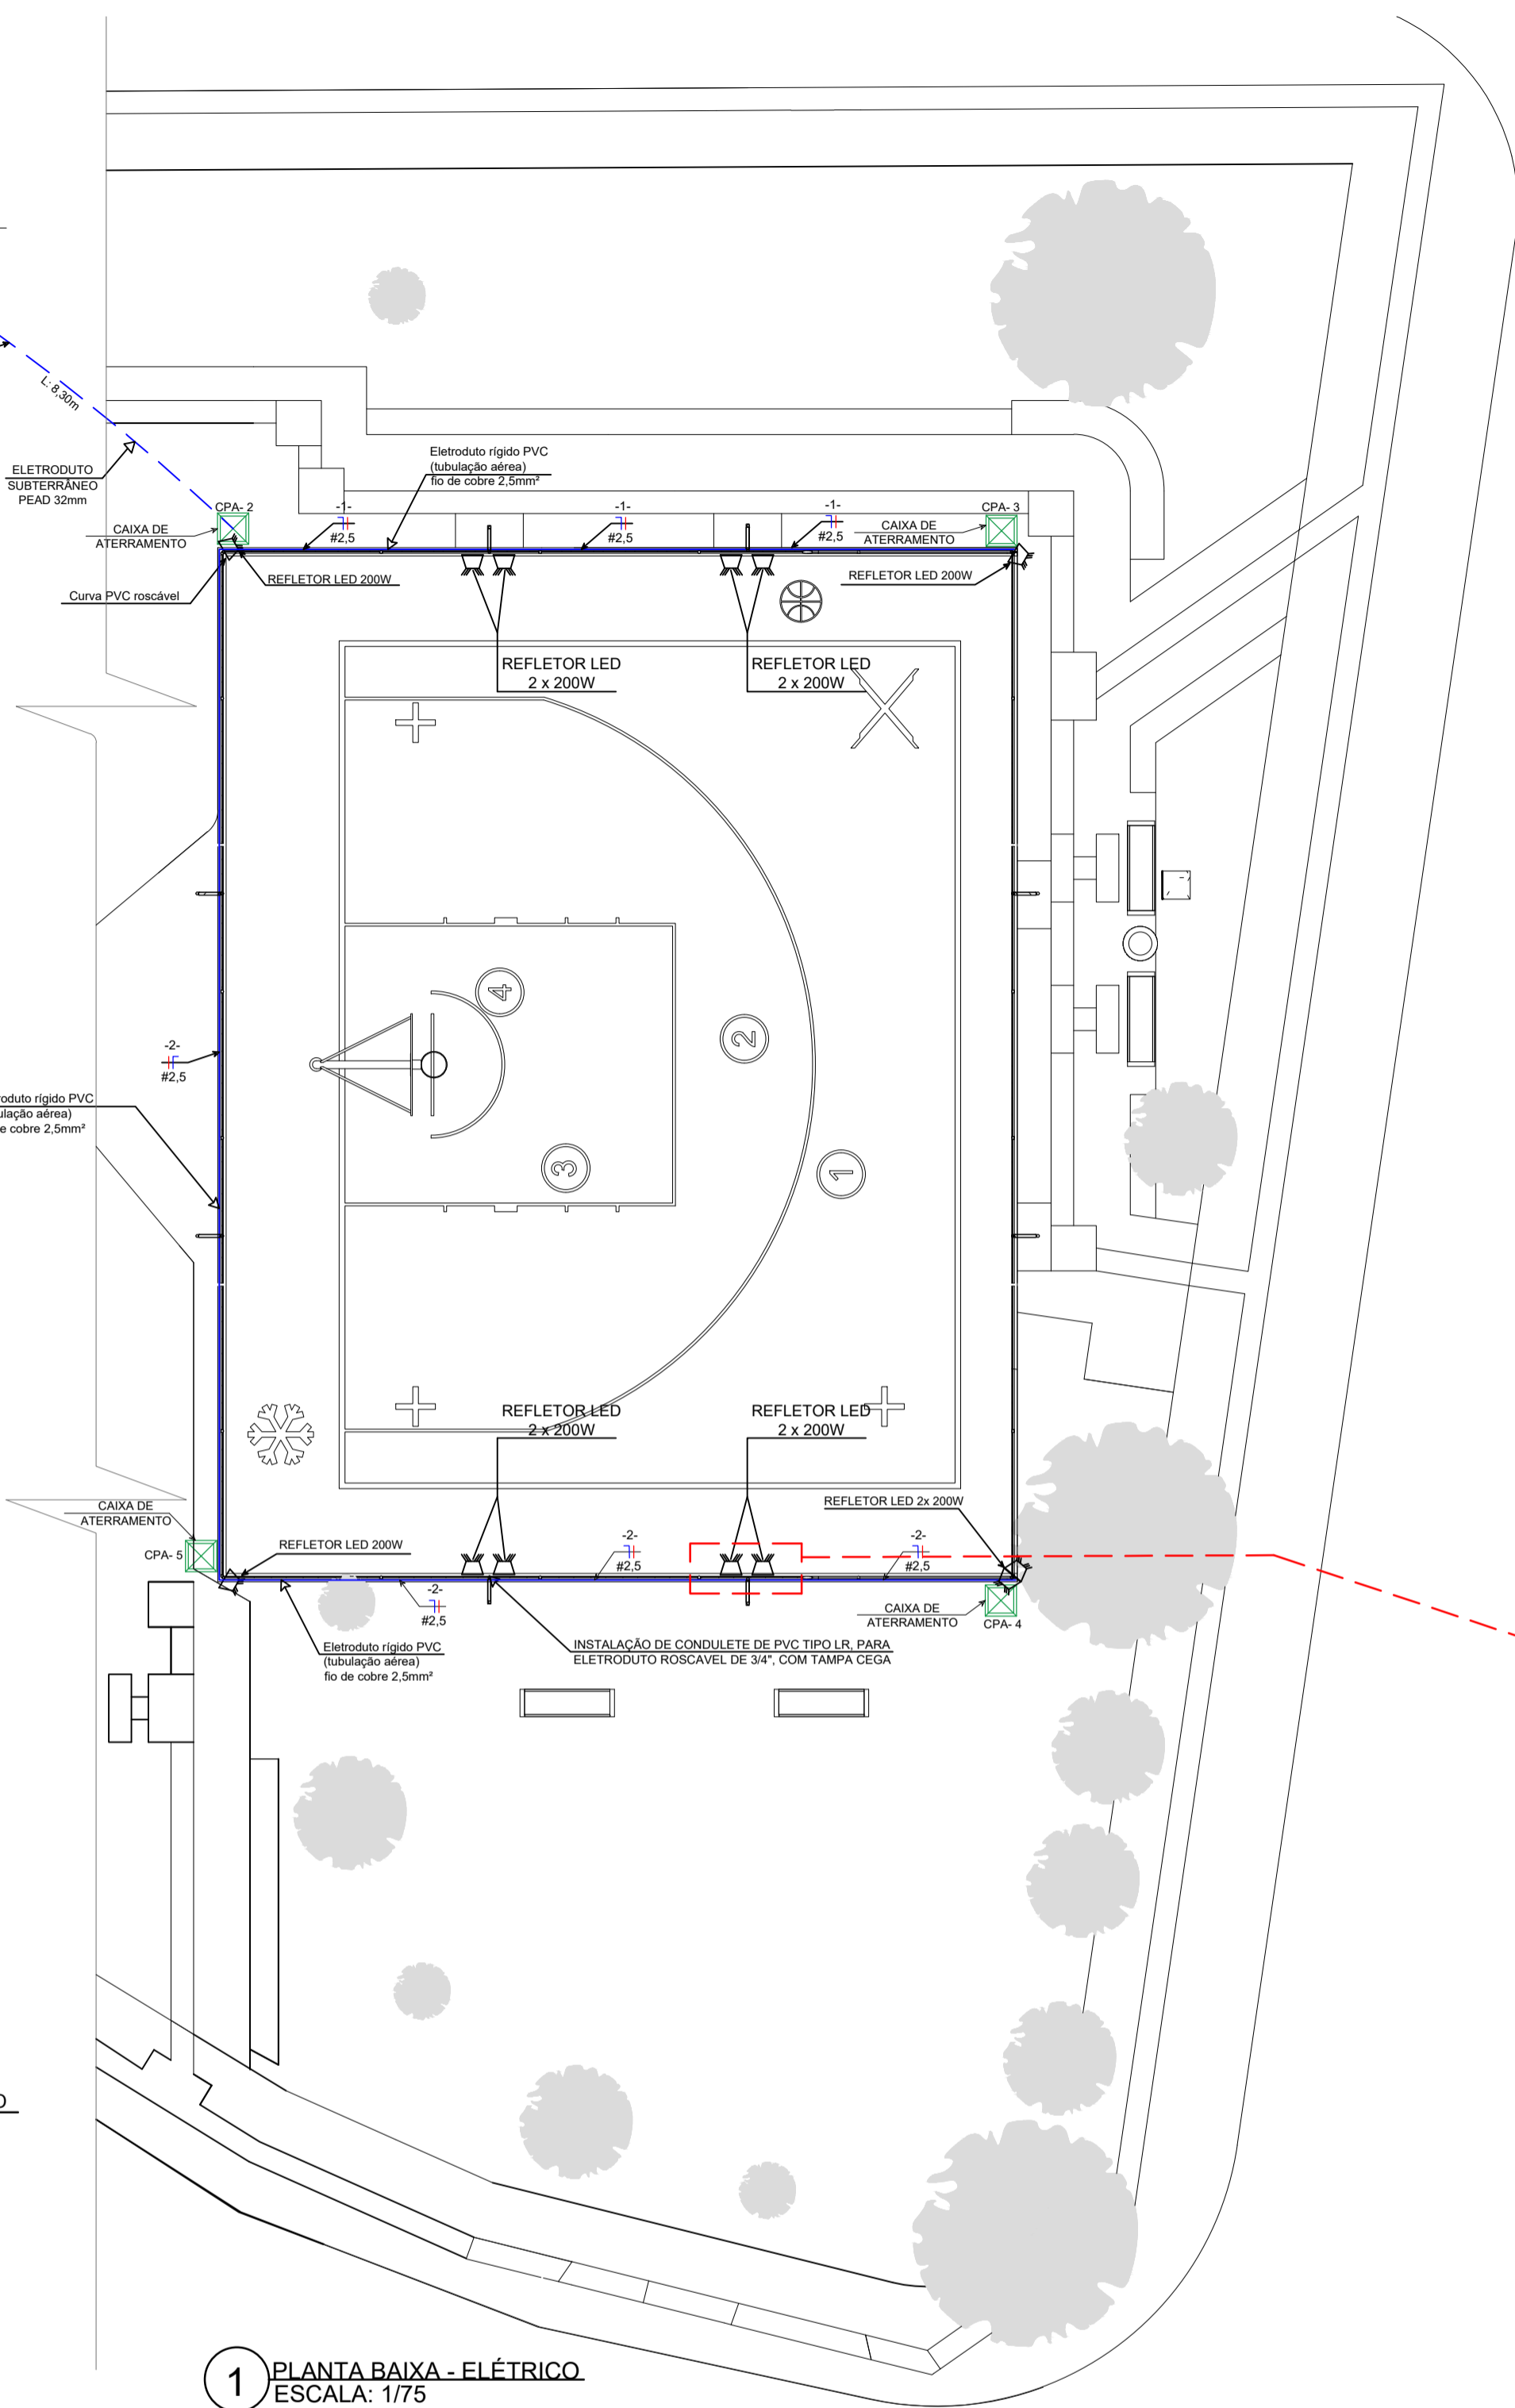 L: 8,30m
ELETRODUTO
SUBTERRÂNEO
PEAD 32mm
Eletroduto rígido PVC
(tubulação aérea)
fio de cobre 2,5mm²
CPA- 2
CAIXA DE
ATERRAMENTO
-1-
#2,5
-1-
#2,5
-1-
#2,5
CPA- 3
CAIXA DE
ATERRAMENTO
REFLETOR LED 200W
REFLETOR LED 200W
Curva PVC roscável
REFLETOR LED
2 x 200W
REFLETOR LED
2 x 200W
4
2
3
1
-2-
#2,5
roduto rígido PVC
ulação aérea)
e cobre 2,5mm²
REFLETOR LED
2 x 200W
REFLETOR LED
2 x 200W
CAIXA DE
ATERRAMENTO
CPA- 5
REFLETOR LED 200W
REFLETOR LED 2x 200W
-2-
#2,5
-2-
#2,5
-2-
#2,5
CAIXA DE
ATERRAMENTO
CPA- 4
Eletroduto rígido PVC
(tubulação aérea)
fio de cobre 2,5mm²
INSTALAÇÃO DE CONDULETE DE PVC TIPO LR, PARA
ELETRODUTO ROSCAVEL DE 3/4", COM TAMPA CEGA
1
PLANTA BAIXA - ELÉTRICO
ESCALA: 1/75